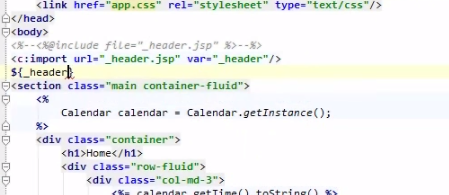 <link href="app.css" rel="stylesheet" type="text/css"/>
</head>
<body>
<%--<%@include file="_header.jsp" %>--%>
<c:import url="_header.jsp" var="_header"/>
${_header}
<section class="main container-fluid">
<%
Calendar calendar = Calendar.getInstance();
%>
<div class="container">
<h1>Home</h1>
<div class="row-fluid">
<div class="col-md-3">
<%= calendar.getTime().toString() %>